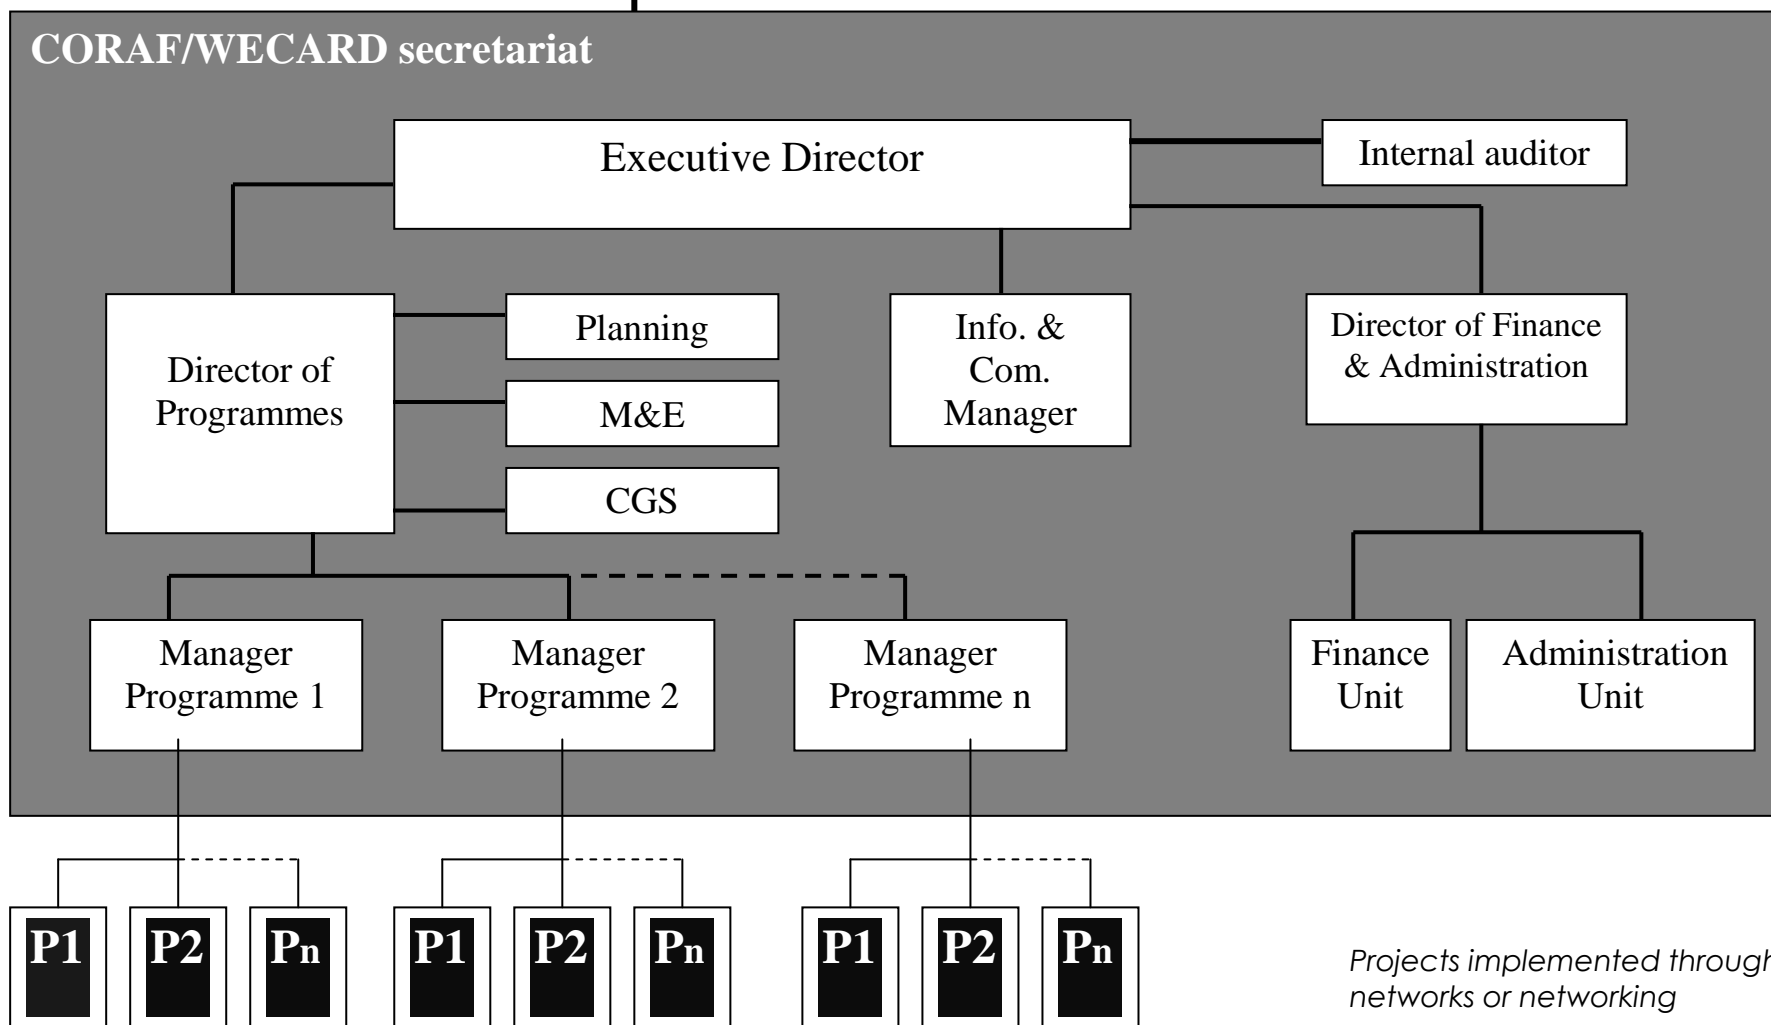 CORAF/WECARD secretariat
Executive Director
Internal auditor
Director of
Programmes
Planning
M&E
CGS
Info. &
Com.
Manager
Director of Finance
& Administration
Manager
Programme 1
Manager
Programme 2
Manager
Programme n
Finance
Unit
Administration
Unit
P1
P2
Pn
P1
P2
Pn
P1
P2
Pn
Projects implemented through
networks or networking